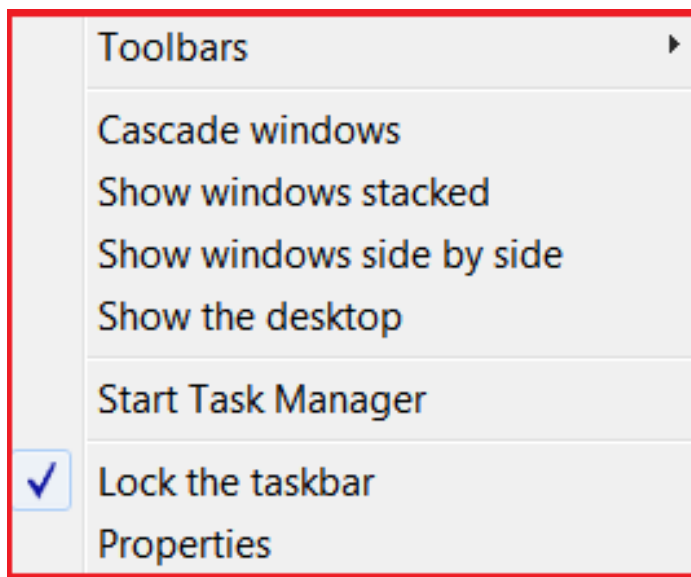 Toolbars
Cascade windows
Show windows stacked
Show windows side by side
Show the desktop
Start Task Manager
Lock the taskbar
Properties